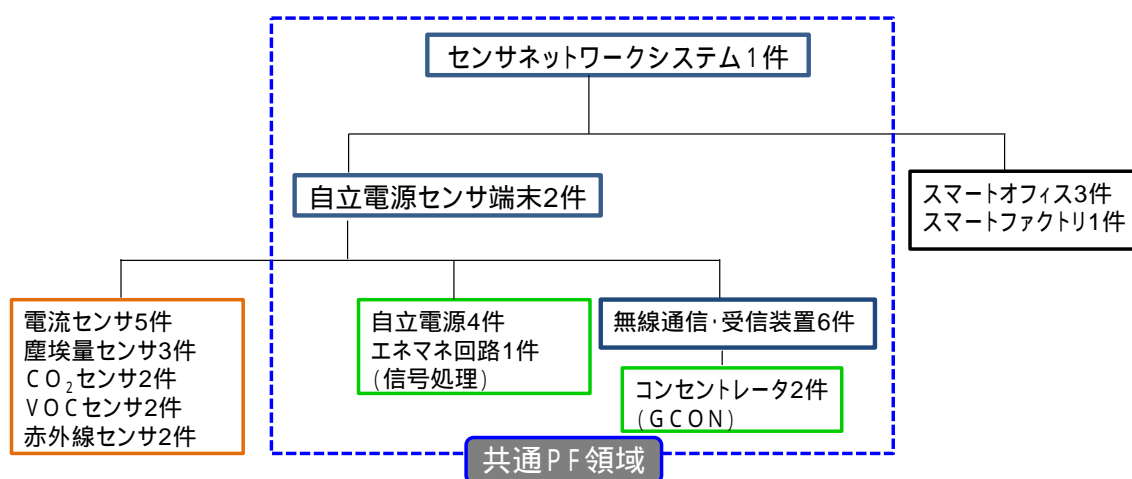 センサネットワークシステム1件
自立電源センサ端末2件
スマートオフィス3件
スマートファクトリ1件
電流センサ5件
塵埃量センサ3件
CO₂センサ2件
VOCセンサ2件
赤外線センサ2件
自立電源4件
エネマネ回路1件
(信号処理)
無線通信・受信装置6件
コンセントレータ2件
(GCON)
共通PF領域